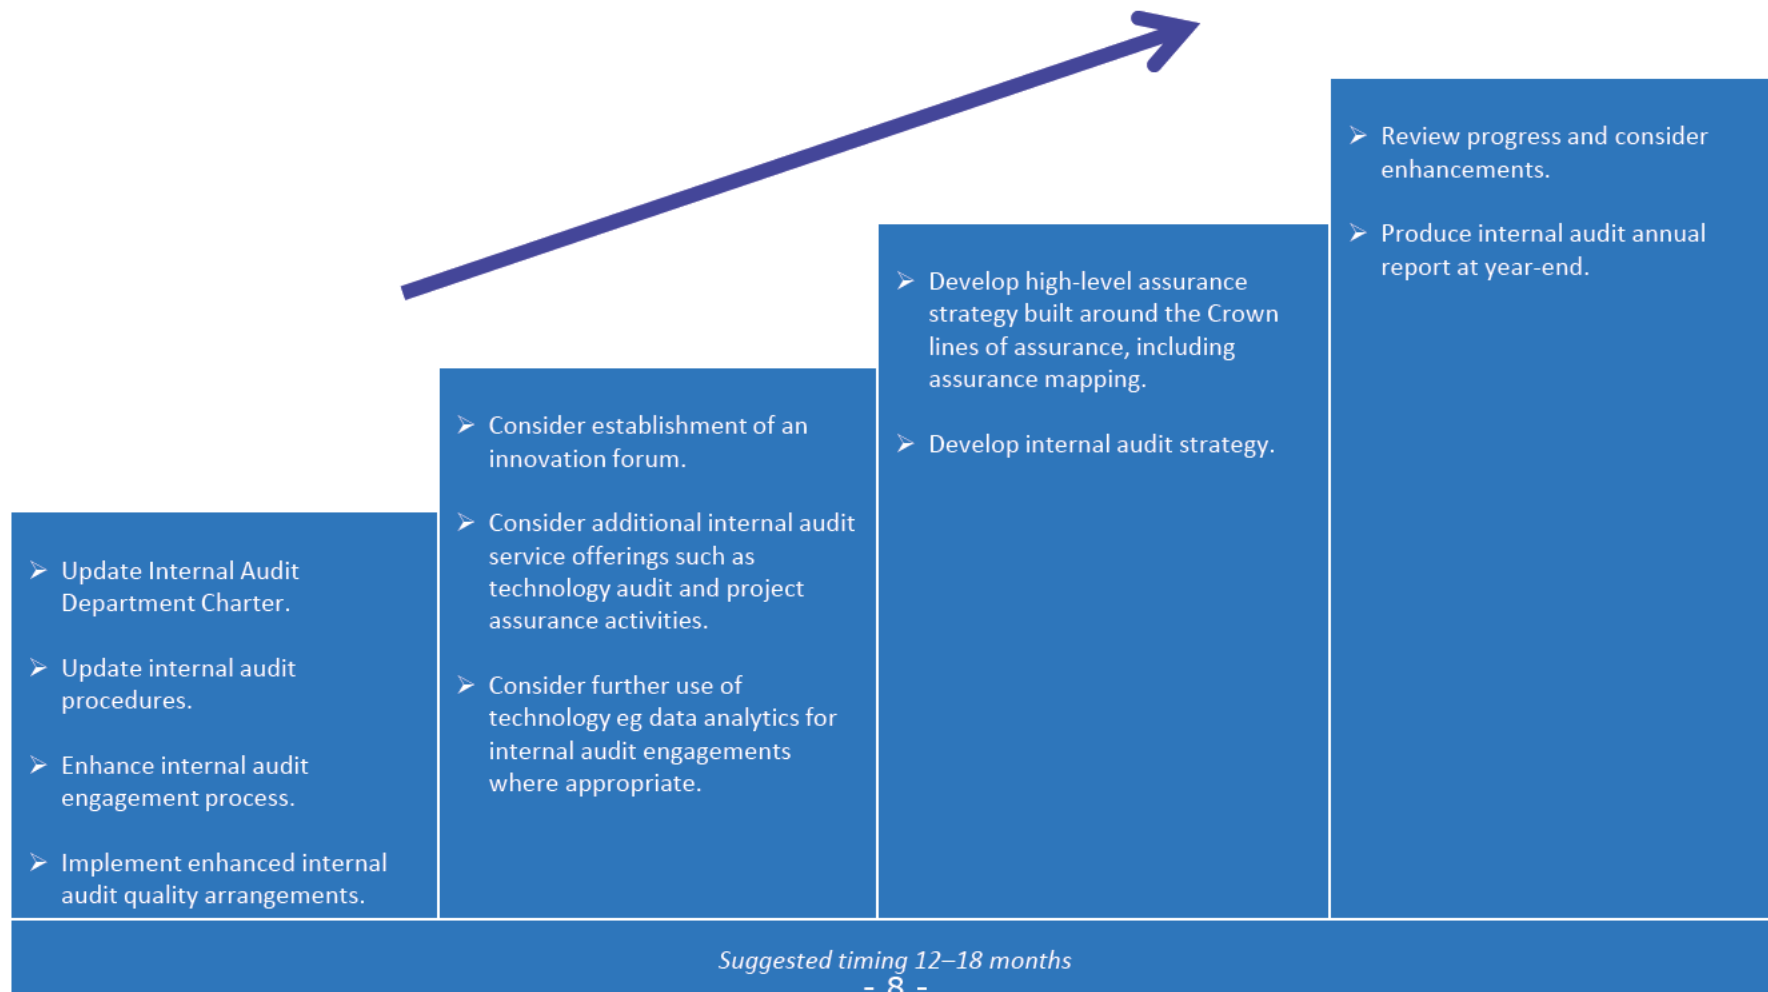 ➢ Update Internal Audit
Department Charter.
➢ Update internal audit
procedures.
➢ Enhance internal audit
engagement process.
➢ Implement enhanced internal
audit quality arrangements.
➢ Consider establishment of an
innovation forum.
➢ Consider additional internal audit
service offerings such as
technology audit and project
assurance activities.
➢ Consider further use of
technology eg data analytics for
internal audit engagements
where appropriate.
➢ Develop high-level assurance
strategy built around the Crown
lines of assurance, including
assurance mapping.
➢ Develop internal audit strategy.
➢ Review progress and consider
enhancements.
➢ Produce internal audit annual
report at year-end.
Suggested timing 12–18 months
- 8 -